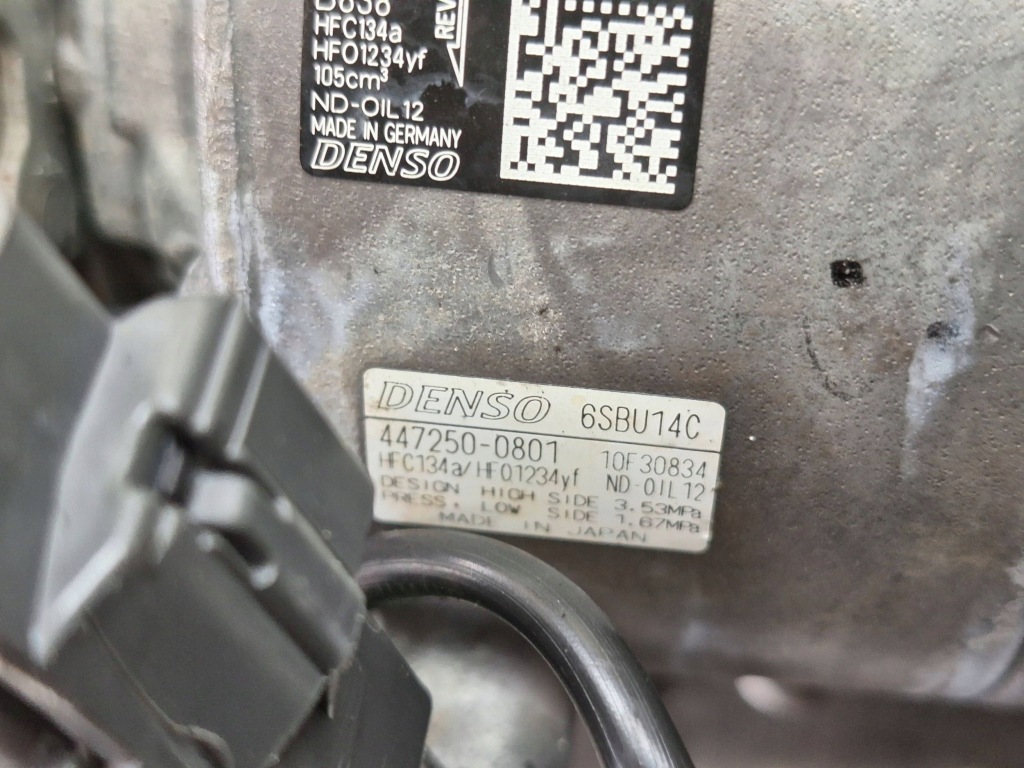 REV
HFC134a
HFO1234yf
105cm³
ND-OIL12
MADE IN GERMANY
DENSO
DENSO 6SBU14C
447250-0801 10F30834
HFC134a/HFO1234yf ND-OIL12
DESIGN HIGH SIDE 3.53MPa
PRESS. LOW SIDE 1.67MPa
MADE IN JAPAN